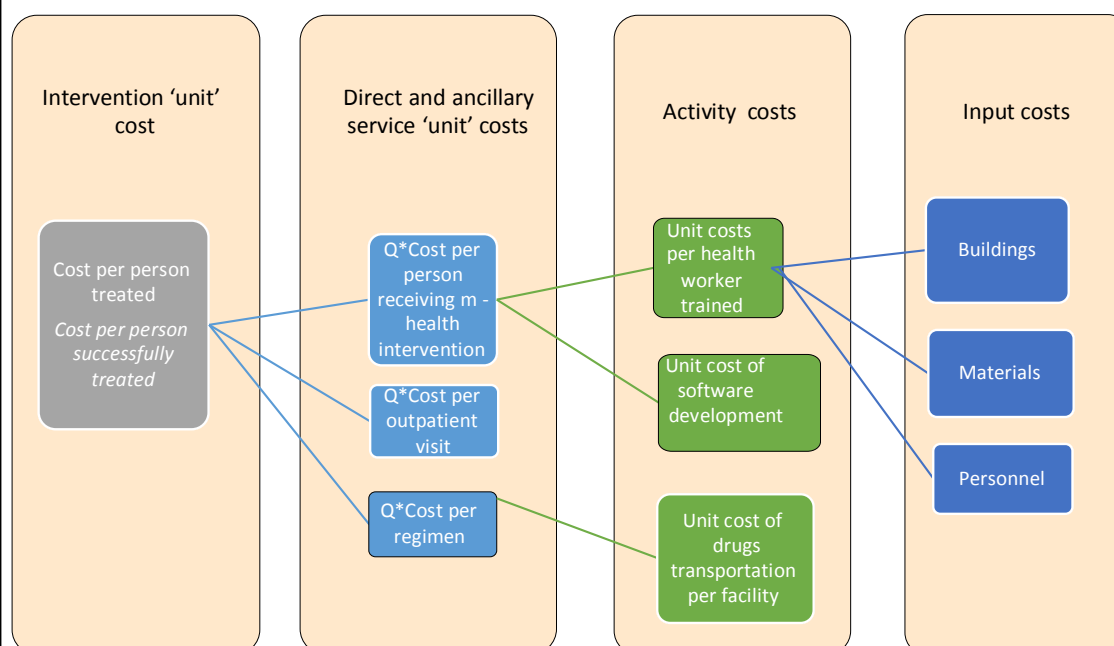 Intervention ‘unit’
cost
Cost per person
treated
Cost per person
successfully
treated
Direct and ancillary
service ‘unit’ costs
Q*Cost per
person
receiving m -
health
intervention
Q*Cost per
outpatient
visit
Q*Cost per
regimen
Activity costs
Unit costs
per health
worker
trained
Unit cost of
software
development
Unit cost of
drugs
transportation
per facility
Input costs
Buildings
Materials
Personnel